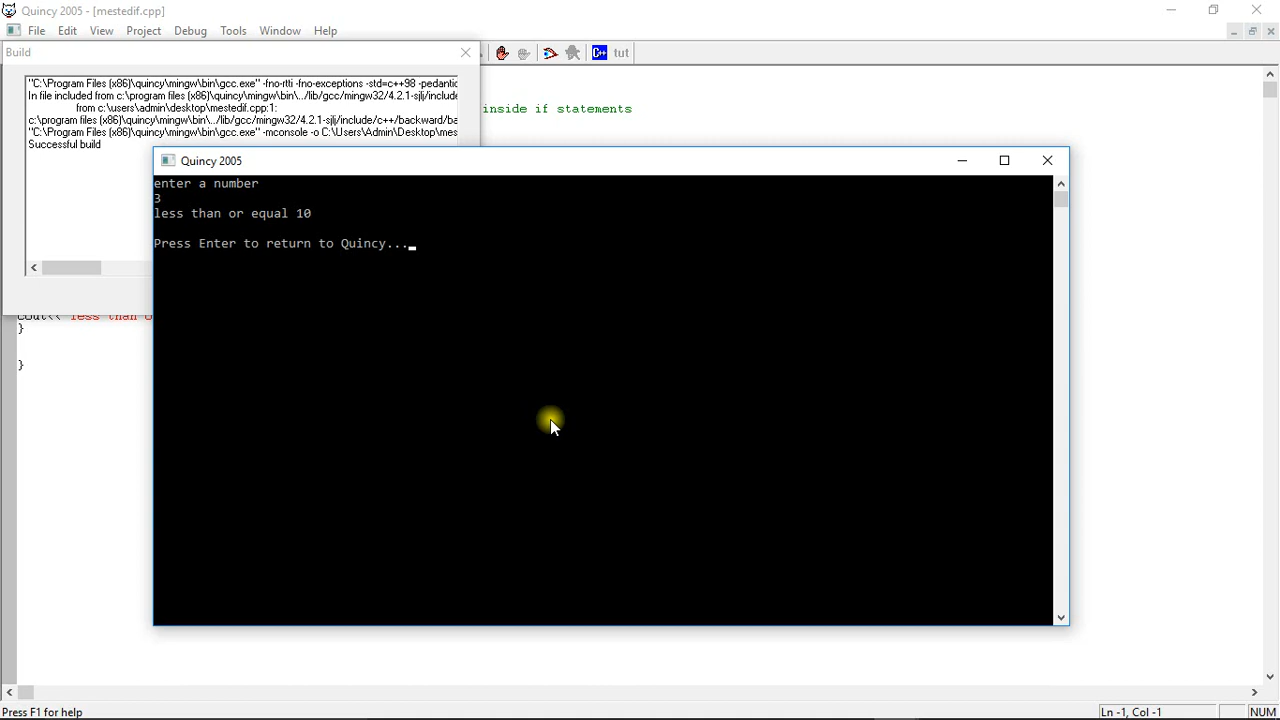 Quincy 2005 - [mestedif.cpp]
File Edit View Project Debug Tools Window Help
Build
C++ tut
"C:\Program Files (x86)\quincy\mingw\bin\gcc.exe" -fno-rtti -fno-exceptions -std=c++98 -pedantic
In file included from c:\program files (x86)\quincy\mingw\bin\../lib/gcc/mingw32/4.2.1-sjlj/include
from c:\users\admin\desktop\mestedif.cpp:1:
c:\program files (x86)\quincy\mingw\bin\../lib/gcc/mingw32/4.2.1-sjlj/include/c++/backward/ba
"C:\Program Files (x86)\quincy\mingw\bin\gcc.exe" -mconsole -o C:\Users\Admin\Desktop\mes
Successful build
inside if statements
Quincy 2005
enter a number
3
less than or equal 10
Press Enter to return to Quincy...
cout<< "less than o
}
}
Press F1 for help
Ln -1, Col -1
NUM